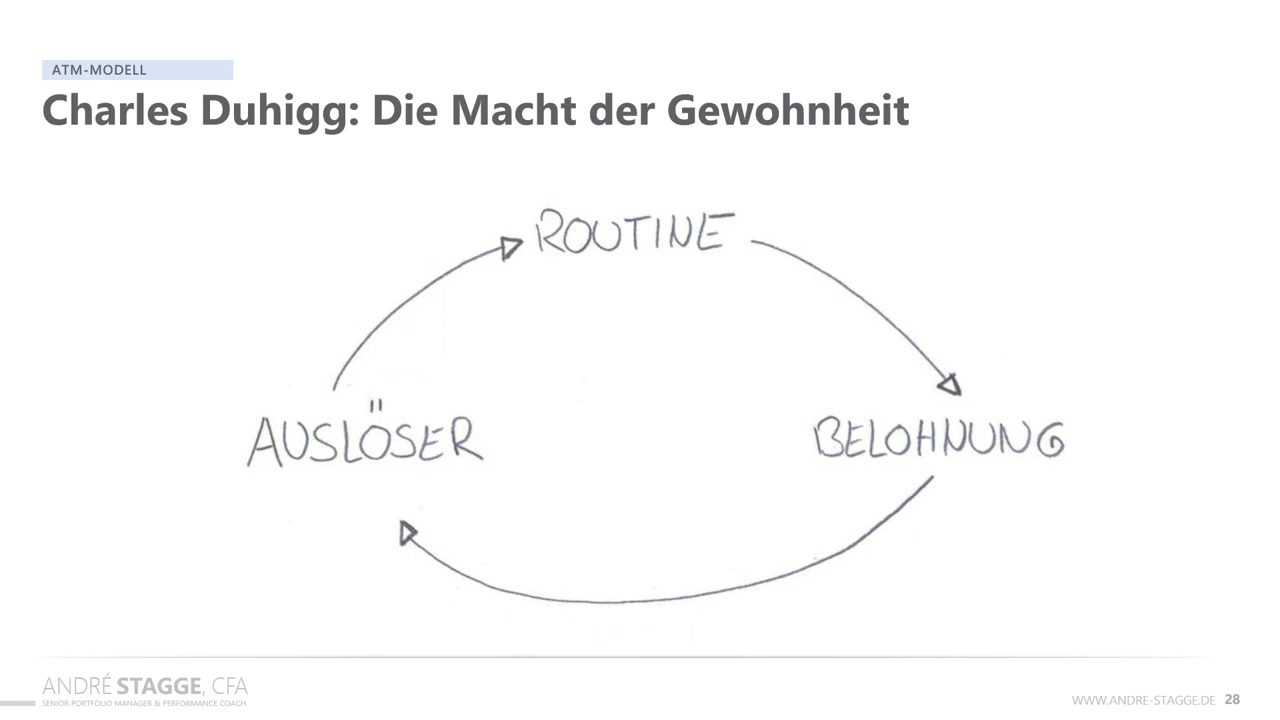 ATM-MODELL
Charles Duhigg: Die Macht der Gewohnheit
ROUTINE
AUSLÖSER
BELOHNUNG
ANDRÉ STAGGE, CFA
SENIOR PORTFOLIO MANAGER & PERFORMANCE COACH
WWW.ANDRE-STAGGE.DE 28